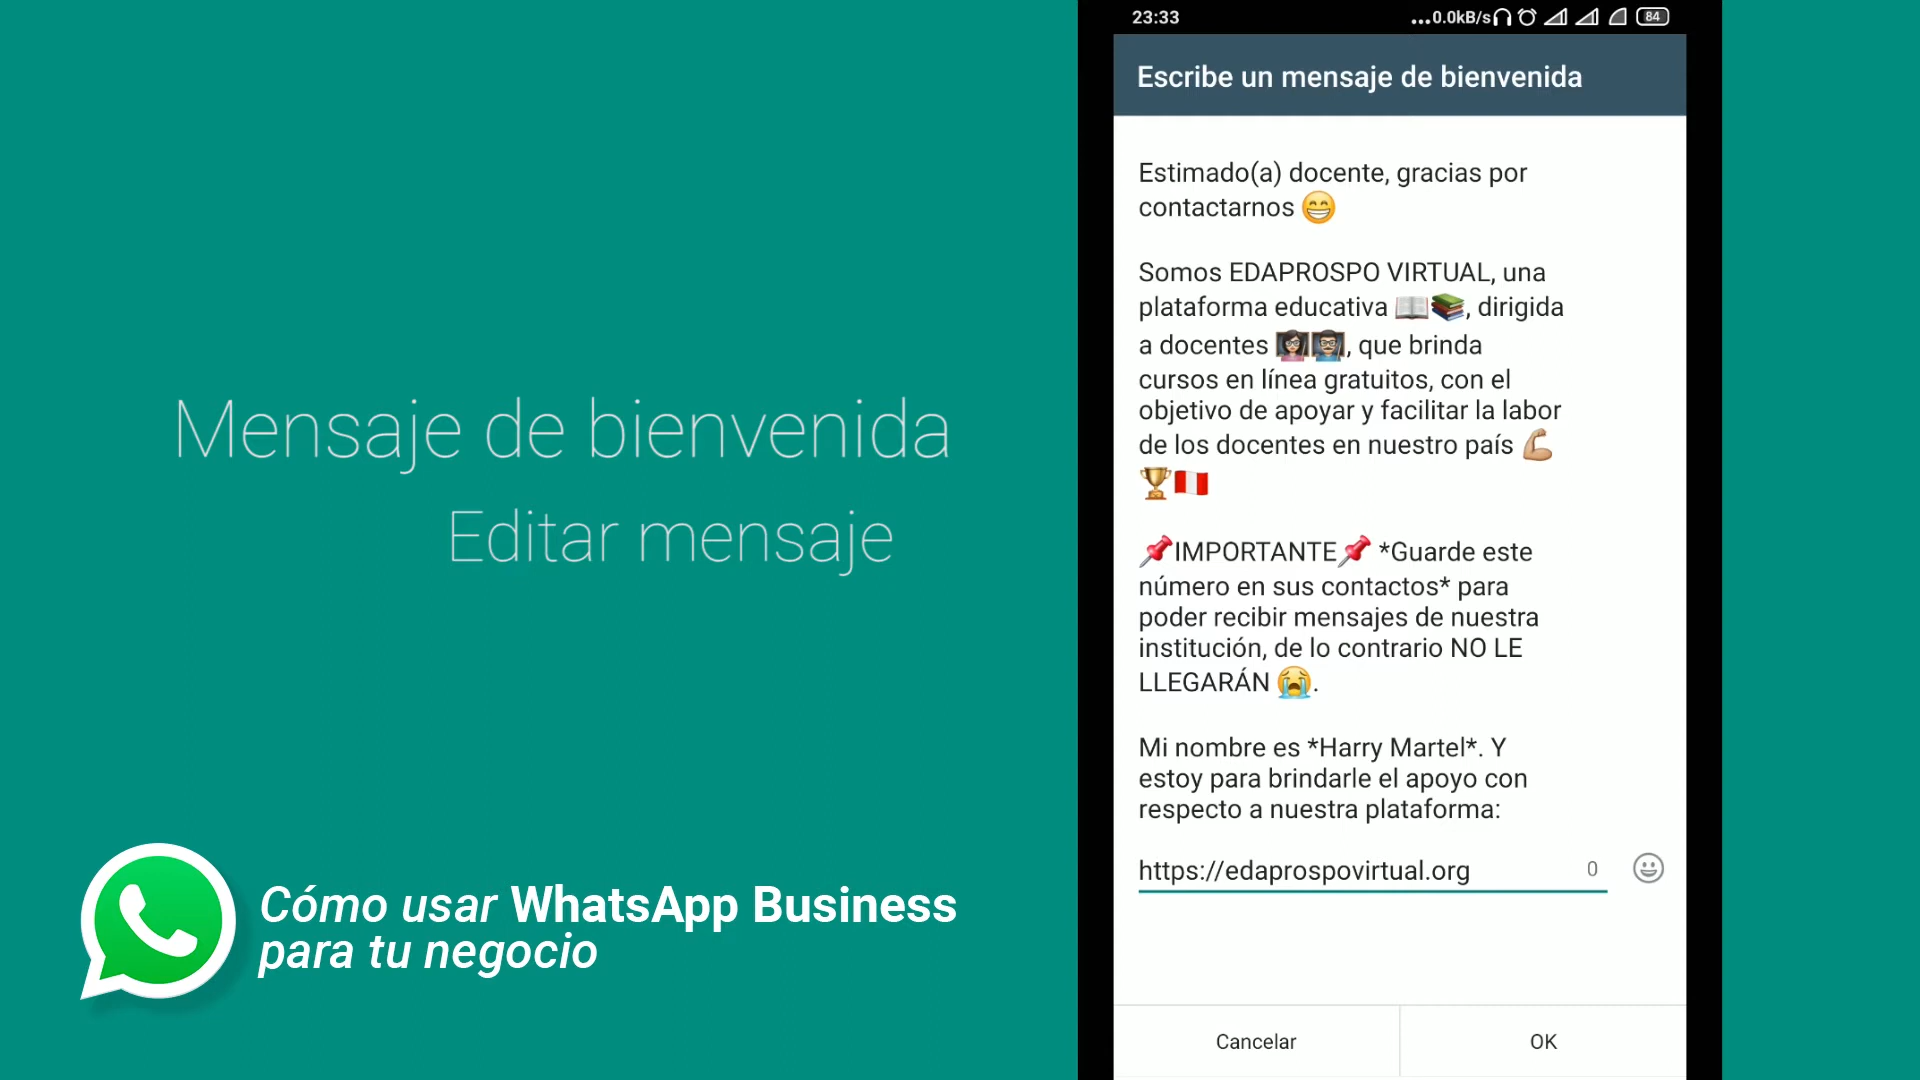 Mensaje de bienvenida
Editar mensaje
Cómo usar WhatsApp Business
para tu negocio
23:33
...0.0kB/s 84
Escribe un mensaje de bienvenida
Estimado(a) docente, gracias por
contactarnos 😁
Somos EDAPROSPO VIRTUAL, una
plataforma educativa 📖📚, dirigida
a docentes 👩🏻‍🏫👨🏻‍🏫, que brinda
cursos en línea gratuitos, con el
objetivo de apoyar y facilitar la labor
de los docentes en nuestro país 💪🏼
🏆🇵🇪
📌IMPORTANTE📌 *Guarde este
número en sus contactos* para
poder recibir mensajes de nuestra
institución, de lo contrario NO LE
LLEGARÁN 😭.
Mi nombre es *Harry Martel*. Y
estoy para brindarle el apoyo con
respecto a nuestra plataforma:
https://edaprospovirtual.org 0
Cancelar OK